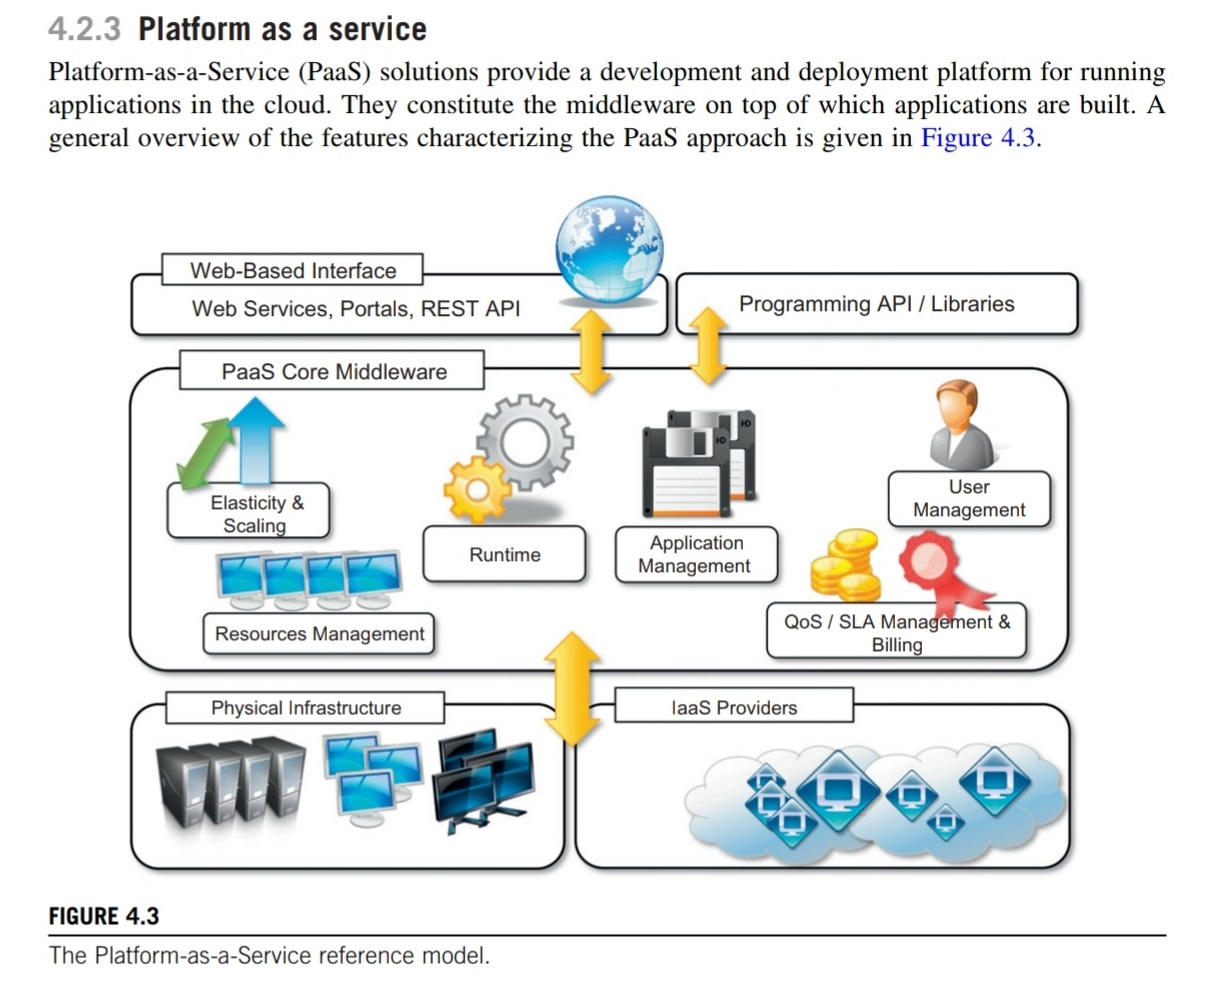 4.2.3 Platform as a service
Platform-as-a-Service (PaaS) solutions provide a development and deployment platform for running
applications in the cloud. They constitute the middleware on top of which applications are built. A
general overview of the features characterizing the PaaS approach is given in Figure 4.3.
Web-Based Interface
Web Services, Portals, REST API
Programming API / Libraries
PaaS Core Middleware
Elasticity &
Scaling
Runtime
HD
HD
Application
Management
User
Management
Resources Management
QoS / SLA Management &
Billing
Physical Infrastructure
IaaS Providers
FIGURE 4.3
The Platform-as-a-Service reference model.